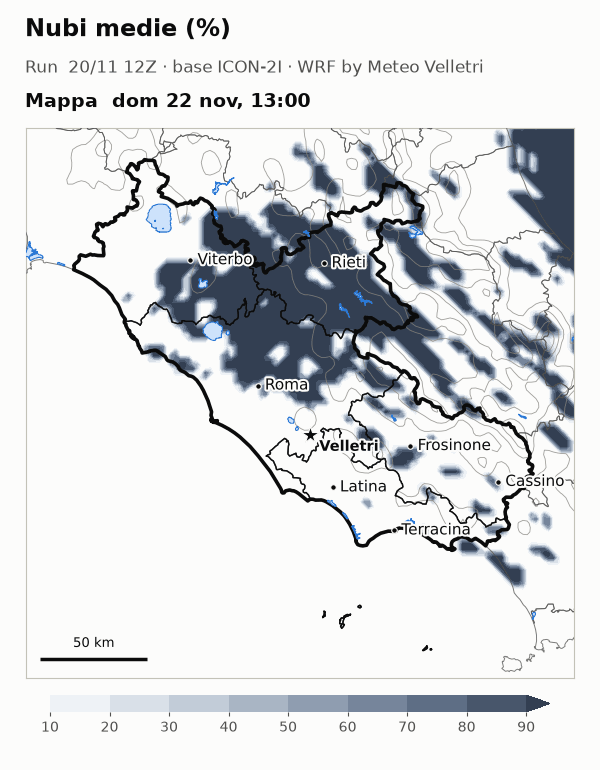 Nubi medie (%)
Run  20/11 12Z · base ICON-2I · WRF by Meteo Velletri
Mappa  dom 22 nov, 13:00
Viterbo
Rieti
Roma
Velletri
Frosinone
Cassino
Latina
Terracina
50 km
10 20 30 40 50 60 70 80 90